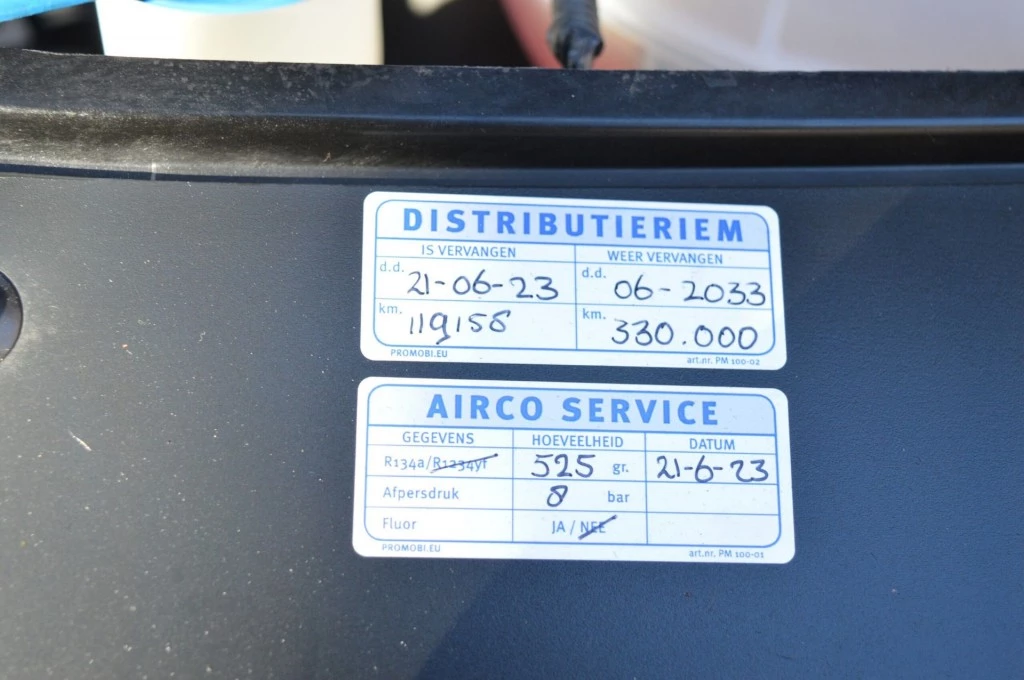 DISTRIBUTIERIEM
IS VERVANGEN WEER VERVANGEN
d.d. 21-06-23 d.d. 06-2033
km. 119158 km. 330.000
PROMOBI.EU art.nr. PM 100-02
AIRCO SERVICE
GEGEVENS HOEVEELHEID DATUM
R134a/R1234yf 525 gr. 21-6-23
Afpersdruk 8 bar
Fluor JA / NEE
PROMOBI.EU art.nr. PM 100-01